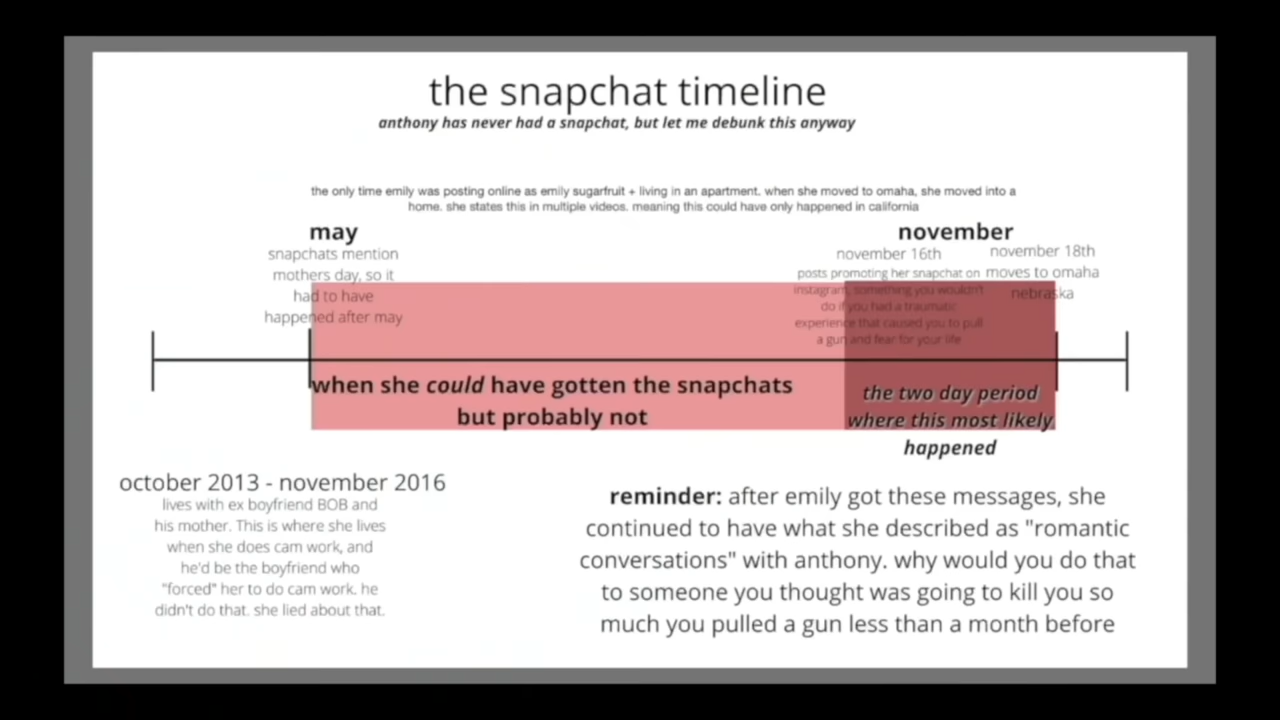 the snapchat timeline
anthony has never had a snapchat, but let me debunk this anyway
the only time emily was posting online as emily sugarfruit + living in an apartment. when she moved to omaha, she moved into a
home. she states this in multiple videos. meaning this could have only happened in california
may
snapchats mention
mothers day, so it
had to have
happened after may
november
november 16th
posts promoting her snapchat on
instagram, something you wouldn't
do if you had a traumatic
experience that caused you to pull
a gun and fear for your life
november 18th
moves to omaha
nebraska
when she could have gotten the snapchats
but probably not
the two day period
where this most likely
happened
october 2013 - november 2016
lives with ex boyfriend BOB and
his mother. This is where she lives
when she does cam work, and
he'd be the boyfriend who
"forced" her to do cam work. he
didn't do that. she lied about that.
reminder: after emily got these messages, she
continued to have what she described as "romantic
conversations" with anthony. why would you do that
to someone you thought was going to kill you so
much you pulled a gun less than a month before